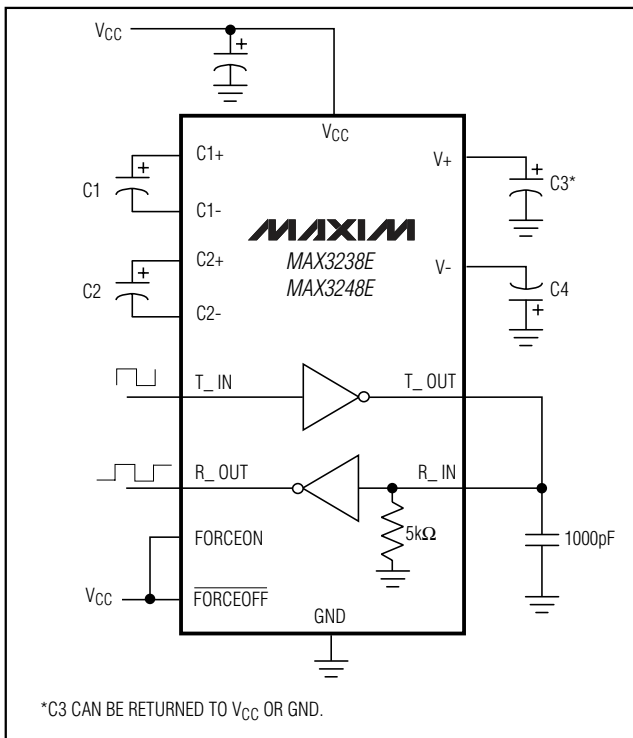 VCC
+
VCC
C1+
V+
+
C1
+
C3*
C1-
MAXIM
C2+
MAX3238E
V-
C2
+
MAX3248E
C4
C2-
+
T_ IN
T_ OUT
R_ OUT
R_ IN
5kΩ
1000pF
FORCEON
VCC
FORCEOFF
GND
*C3 CAN BE RETURNED TO VCC OR GND.